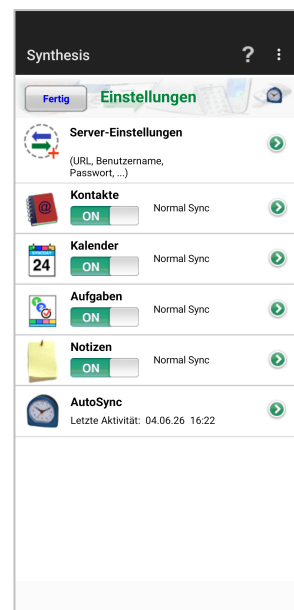 Synthesis ?
Fertig Einstellungen
Server-Einstellungen
(URL, Benutzername,
Passwort, ...)
Kontakte
ON Normal Sync
Kalender
24
ON Normal Sync
Aufgaben
ON Normal Sync
Notizen
ON Normal Sync
AutoSync
Letzte Aktivität: 04.06.26 16:22